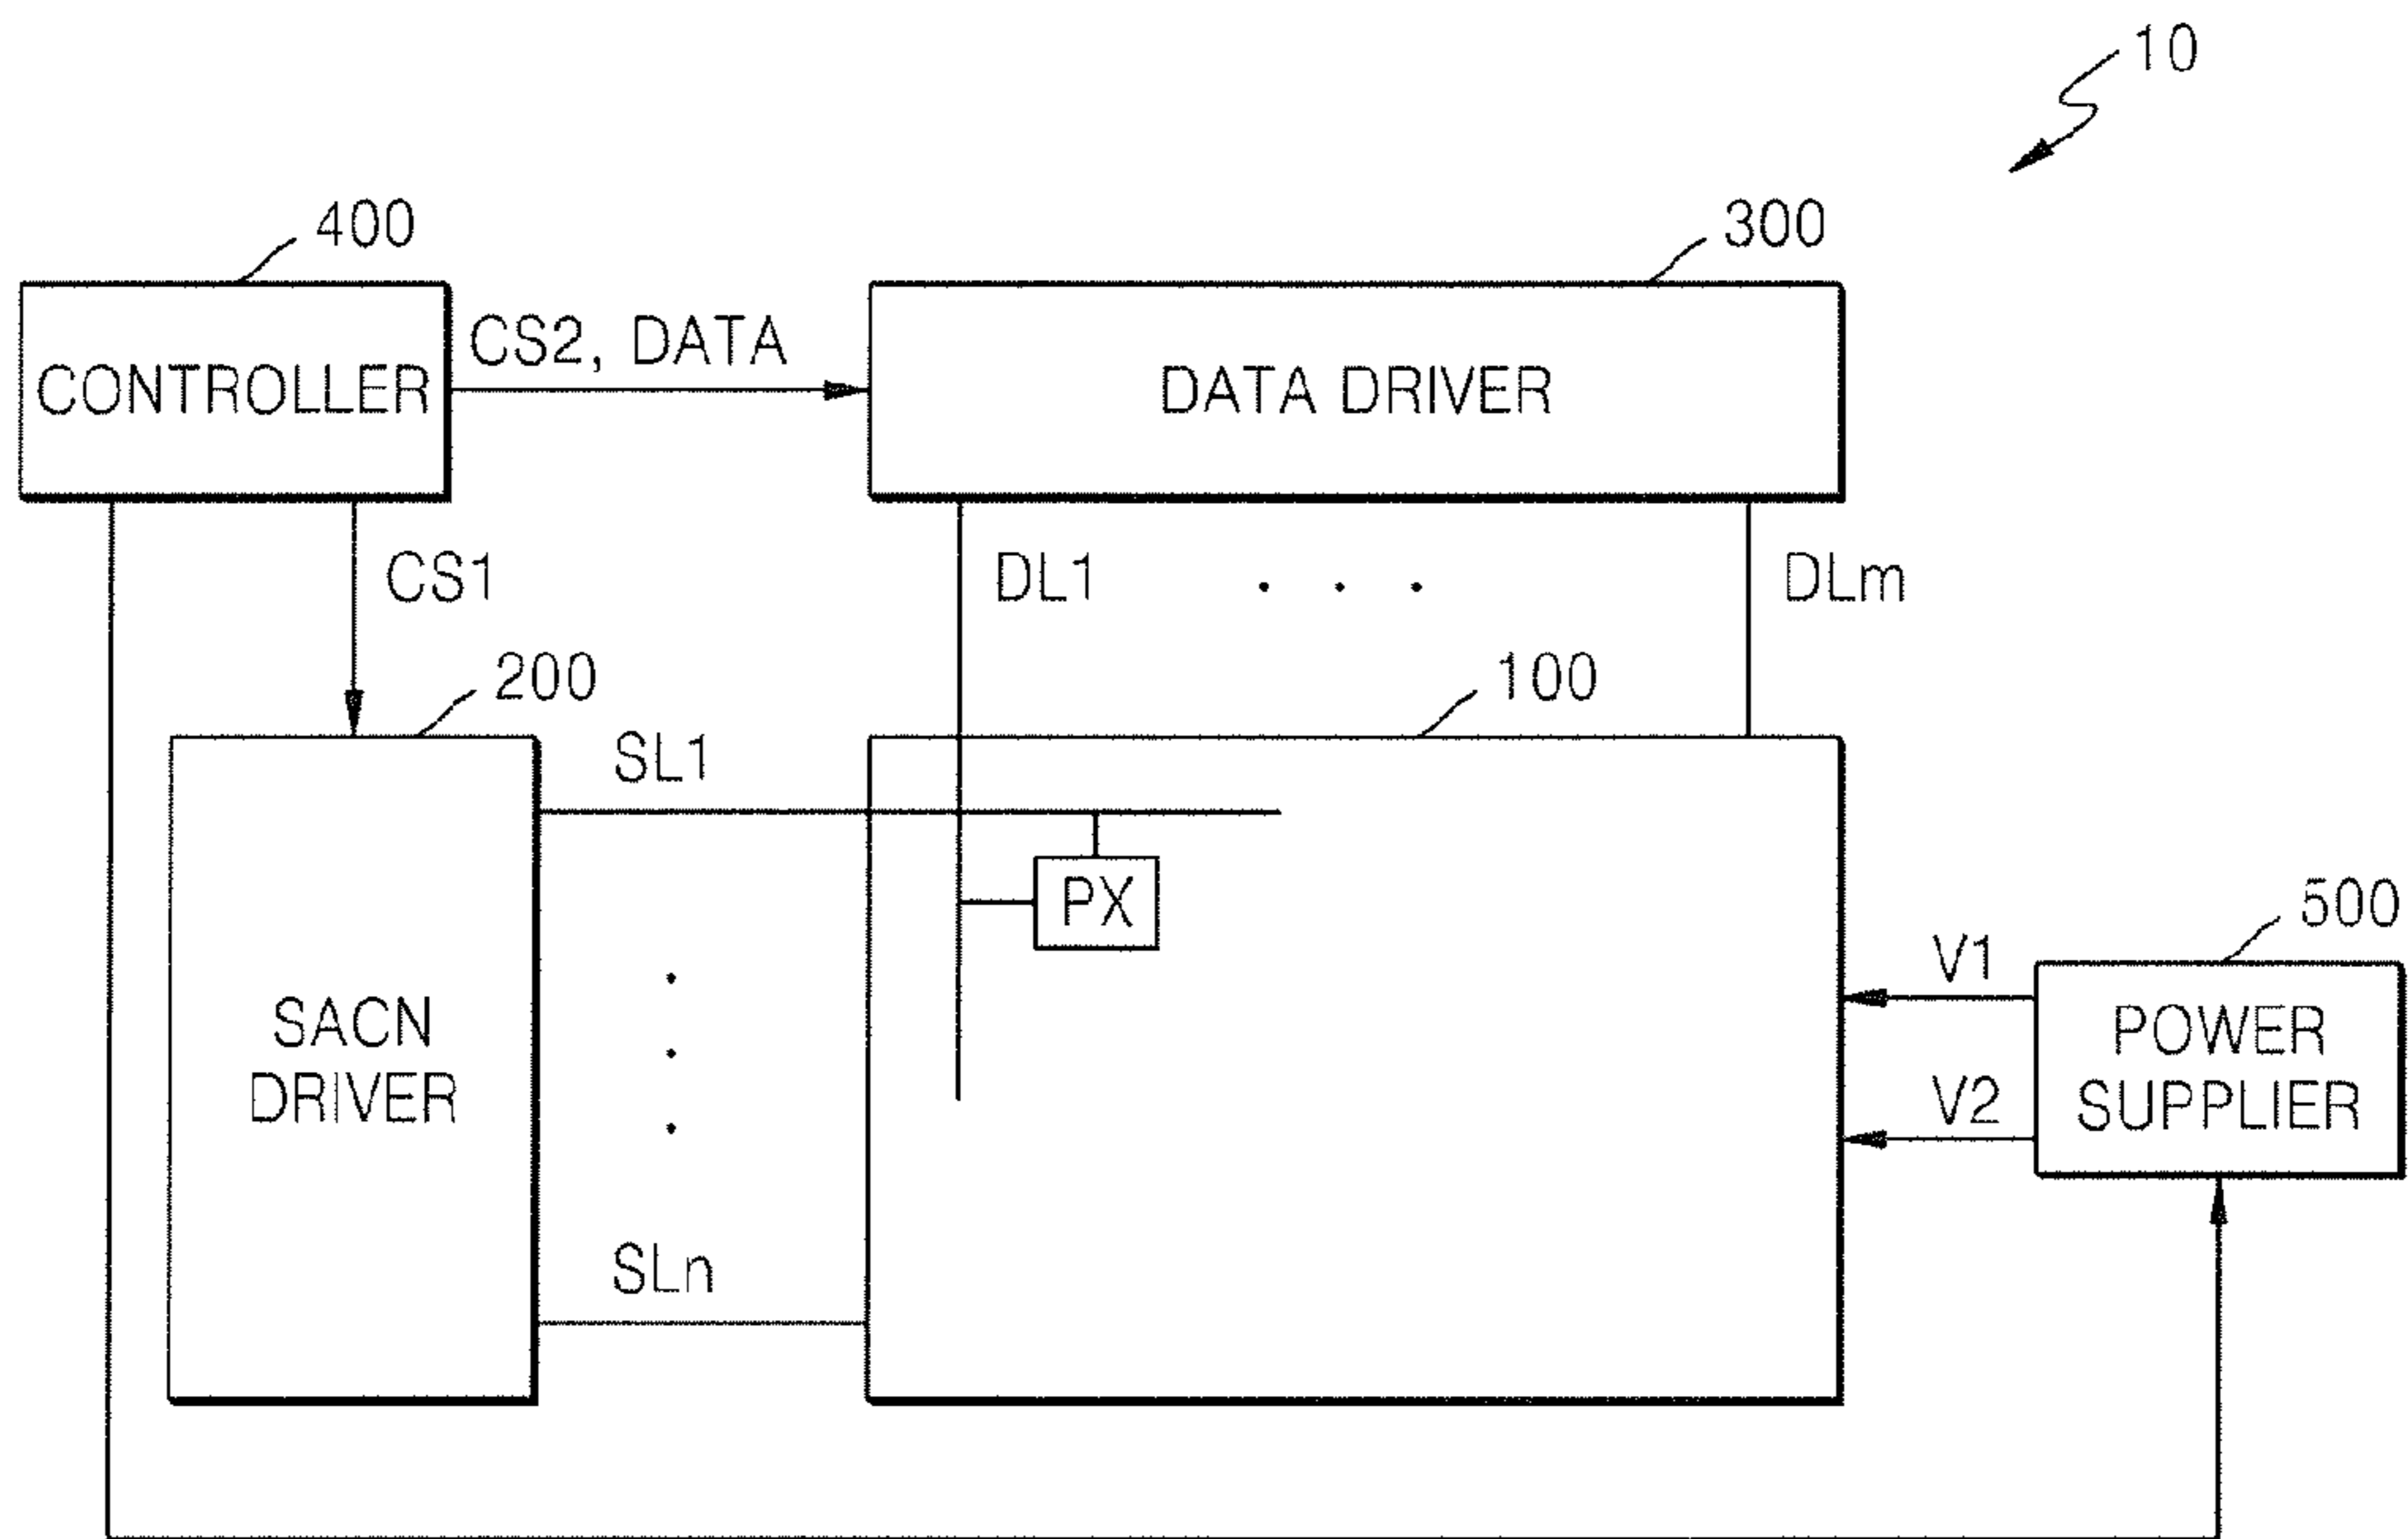 10
400
300
CONTROLLER
CS2, DATA
DATA DRIVER
CS1
DL1
. . .
DLm
200
100
SL1
PX
SACN
DRIVER
500
V1
POWER
SUPPLIER
V2
SLn